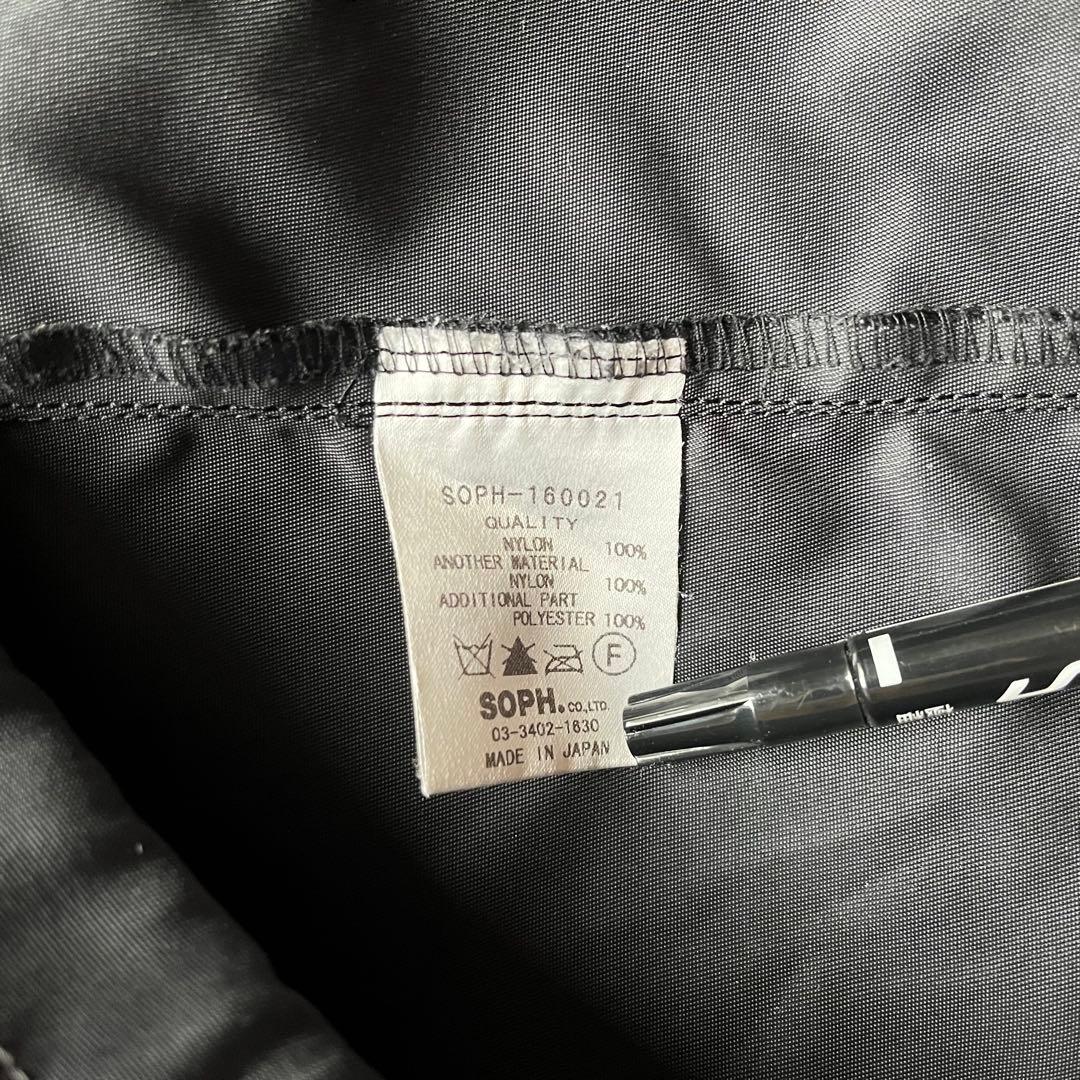 SOPH-160021
QUALITY
NYLON 100%
ANOTHER MATERIAL
NYLON 100%
ADDITIONAL PART
POLYESTER 100%
F
SOPH. CO.,LTD.
03-3402-1630
MADE IN JAPAN